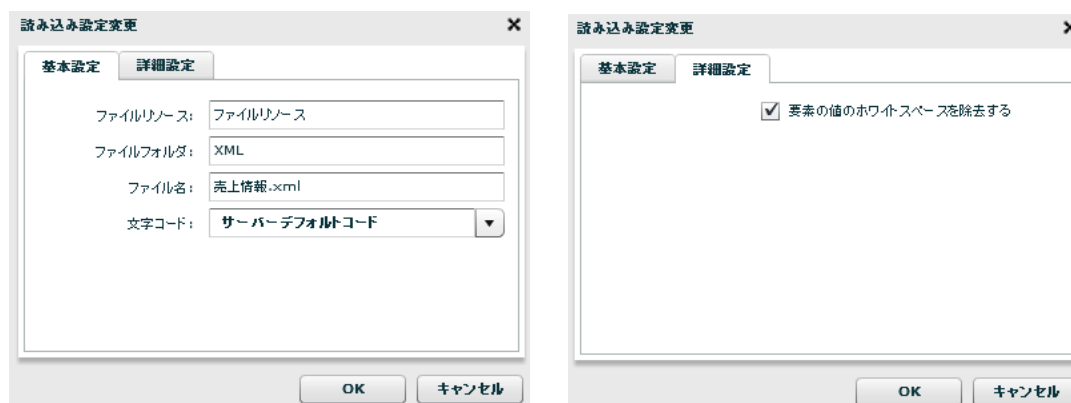 読み込み設定変更
基本設定 詳細設定
ファイルリソース: ファイルリソース
ファイルフォルダ: XML
ファイル名: 売上情報.xml
文字コード: サーバーデフォルトコード
OK キャンセル
読み込み設定変更
基本設定 詳細設定
要素の値のホワイトスペースを除去する
OK キャンセル